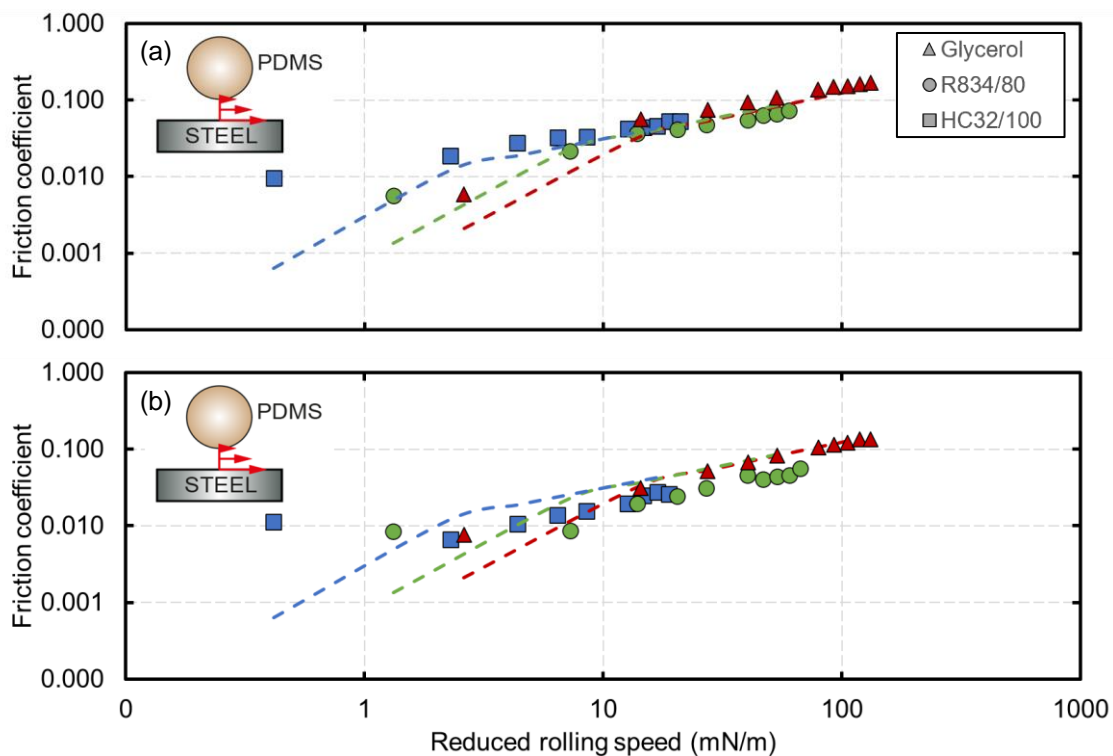 1.000
(a)
PDMS
STEEL
Glycerol
R834/80
HC32/100
0.100
0.010
0.001
0.000
Friction coefficient
1.000
(b)
PDMS
STEEL
0.100
0.010
0.001
0.000
Friction coefficient
0 1 10 100 1000
Reduced rolling speed (mN/m)